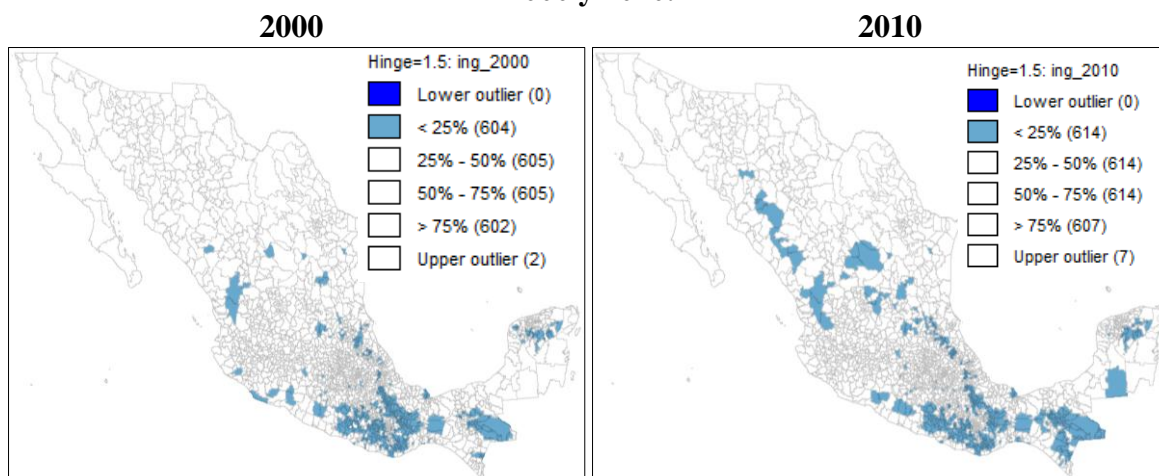 2000
2010
Hinge=1.5: ing_2000
Lower outlier (0)
< 25% (604)
25% - 50% (605)
50% - 75% (605)
> 75% (602)
Upper outlier (2)
Hinge=1.5: ing_2010
Lower outlier (0)
< 25% (614)
25% - 50% (614)
50% - 75% (614)
> 75% (607)
Upper outlier (7)